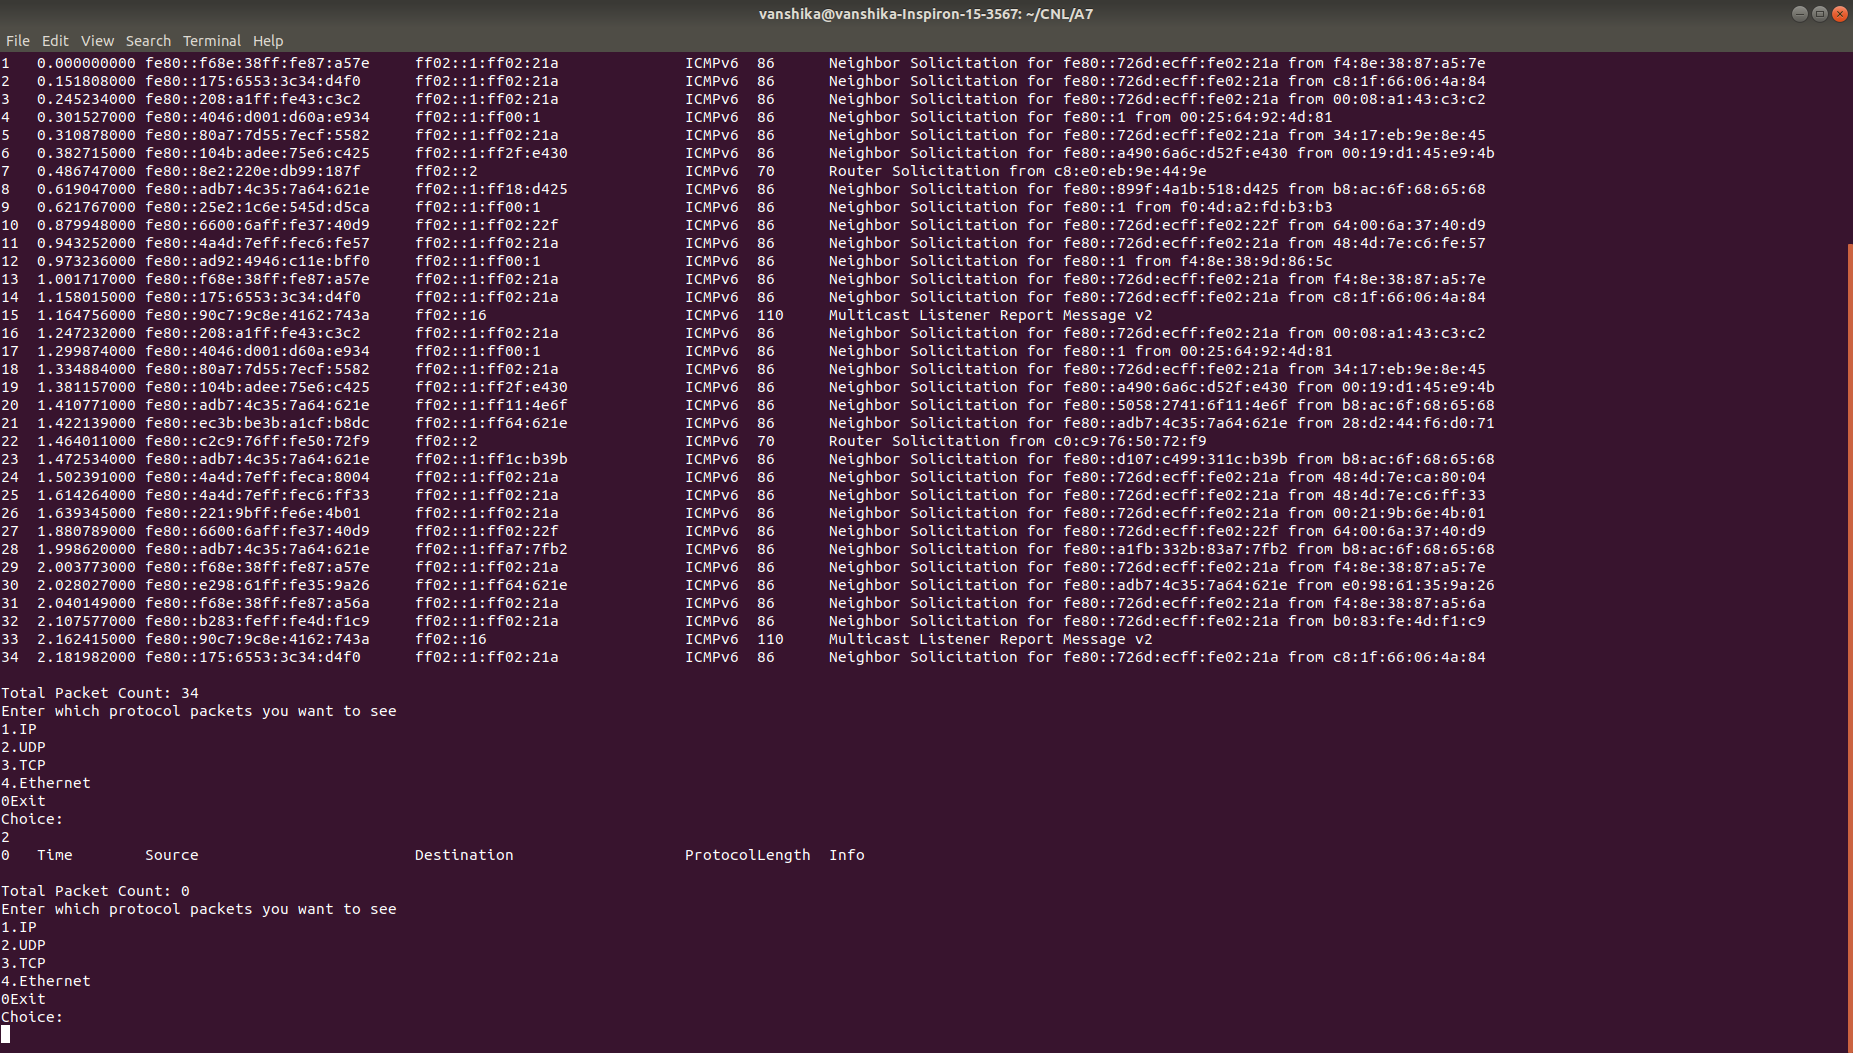 vanshika@vanshika-Inspiron-15-3567: ~/CNL/A7
File Edit View Search Terminal Help
1 0.000000000 fe80::f68e:38ff:fe87:a57e ff02::1:ff02:21a ICMPv6 86 Neighbor Solicitation for fe80::726d:ecff:fe02:21a from f4:8e:38:87:a5:7e
2 0.151808000 fe80::175:6553:3c34:d4f0 ff02::1:ff02:21a ICMPv6 86 Neighbor Solicitation for fe80::726d:ecff:fe02:21a from c8:1f:66:06:4a:84
3 0.245234000 fe80::208:a1ff:fe43:c3c2 ff02::1:ff02:21a ICMPv6 86 Neighbor Solicitation for fe80::726d:ecff:fe02:21a from 00:08:a1:43:c3:c2
4 0.301527000 fe80::4046:d001:d60a:e934 ff02::1:ff00:1 ICMPv6 86 Neighbor Solicitation for fe80::1 from 00:25:64:92:4d:81
5 0.310878000 fe80::80a7:7d55:7ecf:5582 ff02::1:ff02:21a ICMPv6 86 Neighbor Solicitation for fe80::726d:ecff:fe02:21a from 34:17:eb:9e:8e:45
6 0.382715000 fe80::104b:adee:75e6:c425 ff02::1:ff2f:e430 ICMPv6 86 Neighbor Solicitation for fe80::a490:6a6c:d52f:e430 from 00:19:d1:45:e9:4b
7 0.486747000 fe80::8e2:220e:db99:187f ff02::2 ICMPv6 70 Router Solicitation from c8:e0:eb:9e:44:9e
8 0.619047000 fe80::adb7:4c35:7a64:621e ff02::1:ff18:d425 ICMPv6 86 Neighbor Solicitation for fe80::899f:4a1b:518:d425 from b8:ac:6f:68:65:68
9 0.621767000 fe80::25e2:1c6e:545d:d5ca ff02::1:ff00:1 ICMPv6 86 Neighbor Solicitation for fe80::1 from f0:4d:a2:fd:b3:b3
10 0.879948000 fe80::6600:6aff:fe37:40d9 ff02::1:ff02:22f ICMPv6 86 Neighbor Solicitation for fe80::726d:ecff:fe02:22f from 64:00:6a:37:40:d9
11 0.943252000 fe80::4a4d:7eff:fec6:fe57 ff02::1:ff02:21a ICMPv6 86 Neighbor Solicitation for fe80::726d:ecff:fe02:21a from 48:4d:7e:c6:fe:57
12 0.973236000 fe80::ad92:4946:c11e:bff0 ff02::1:ff00:1 ICMPv6 86 Neighbor Solicitation for fe80::1 from f4:8e:38:9d:86:5c
13 1.001717000 fe80::f68e:38ff:fe87:a57e ff02::1:ff02:21a ICMPv6 86 Neighbor Solicitation for fe80::726d:ecff:fe02:21a from f4:8e:38:87:a5:7e
14 1.158015000 fe80::175:6553:3c34:d4f0 ff02::1:ff02:21a ICMPv6 86 Neighbor Solicitation for fe80::726d:ecff:fe02:21a from c8:1f:66:06:4a:84
15 1.164756000 fe80::90c7:9c8e:4162:743a ff02::16 ICMPv6 110 Multicast Listener Report Message v2
16 1.247232000 fe80::208:a1ff:fe43:c3c2 ff02::1:ff02:21a ICMPv6 86 Neighbor Solicitation for fe80::726d:ecff:fe02:21a from 00:08:a1:43:c3:c2
17 1.299874000 fe80::4046:d001:d60a:e934 ff02::1:ff00:1 ICMPv6 86 Neighbor Solicitation for fe80::1 from 00:25:64:92:4d:81
18 1.334884000 fe80::80a7:7d55:7ecf:5582 ff02::1:ff02:21a ICMPv6 86 Neighbor Solicitation for fe80::726d:ecff:fe02:21a from 34:17:eb:9e:8e:45
19 1.381157000 fe80::104b:adee:75e6:c425 ff02::1:ff2f:e430 ICMPv6 86 Neighbor Solicitation for fe80::a490:6a6c:d52f:e430 from 00:19:d1:45:e9:4b
20 1.410771000 fe80::adb7:4c35:7a64:621e ff02::1:ff11:4e6f ICMPv6 86 Neighbor Solicitation for fe80::5058:2741:6f11:4e6f from b8:ac:6f:68:65:68
21 1.422139000 fe80::ec3b:be3b:a1cf:b8dc ff02::1:ff64:621e ICMPv6 86 Neighbor Solicitation for fe80::adb7:4c35:7a64:621e from 28:d2:44:f6:d0:71
22 1.464011000 fe80::c2c9:76ff:fe50:72f9 ff02::2 ICMPv6 70 Router Solicitation from c0:c9:76:50:72:f9
23 1.472534000 fe80::adb7:4c35:7a64:621e ff02::1:ff1c:b39b ICMPv6 86 Neighbor Solicitation for fe80::d107:c499:311c:b39b from b8:ac:6f:68:65:68
24 1.502391000 fe80::4a4d:7eff:feca:8004 ff02::1:ff02:21a ICMPv6 86 Neighbor Solicitation for fe80::726d:ecff:fe02:21a from 48:4d:7e:ca:80:04
25 1.614264000 fe80::4a4d:7eff:fec6:ff33 ff02::1:ff02:21a ICMPv6 86 Neighbor Solicitation for fe80::726d:ecff:fe02:21a from 48:4d:7e:c6:ff:33
26 1.639345000 fe80::221:9bff:fe6e:4b01 ff02::1:ff02:21a ICMPv6 86 Neighbor Solicitation for fe80::726d:ecff:fe02:21a from 00:21:9b:6e:4b:01
27 1.880789000 fe80::6600:6aff:fe37:40d9 ff02::1:ff02:22f ICMPv6 86 Neighbor Solicitation for fe80::726d:ecff:fe02:22f from 64:00:6a:37:40:d9
28 1.998620000 fe80::adb7:4c35:7a64:621e ff02::1:ffa7:7fb2 ICMPv6 86 Neighbor Solicitation for fe80::a1fb:332b:83a7:7fb2 from b8:ac:6f:68:65:68
29 2.003773000 fe80::f68e:38ff:fe87:a57e ff02::1:ff02:21a ICMPv6 86 Neighbor Solicitation for fe80::726d:ecff:fe02:21a from f4:8e:38:87:a5:7e
30 2.028027000 fe80::e298:61ff:fe35:9a26 ff02::1:ff64:621e ICMPv6 86 Neighbor Solicitation for fe80::adb7:4c35:7a64:621e from e0:98:61:35:9a:26
31 2.040149000 fe80::f68e:38ff:fe87:a56a ff02::1:ff02:21a ICMPv6 86 Neighbor Solicitation for fe80::726d:ecff:fe02:21a from f4:8e:38:87:a5:6a
32 2.107577000 fe80::b283:feff:fe4d:f1c9 ff02::1:ff02:21a ICMPv6 86 Neighbor Solicitation for fe80::726d:ecff:fe02:21a from b0:83:fe:4d:f1:c9
33 2.162415000 fe80::90c7:9c8e:4162:743a ff02::16 ICMPv6 110 Multicast Listener Report Message v2
34 2.181982000 fe80::175:6553:3c34:d4f0 ff02::1:ff02:21a ICMPv6 86 Neighbor Solicitation for fe80::726d:ecff:fe02:21a from c8:1f:66:06:4a:84
Total Packet Count: 34
Enter which protocol packets you want to see
1.IP
2.UDP
3.TCP
4.Ethernet
0Exit
Choice:
2
0 Time Source Destination ProtocolLength Info
Total Packet Count: 0
Enter which protocol packets you want to see
1.IP
2.UDP
3.TCP
4.Ethernet
0Exit
Choice: